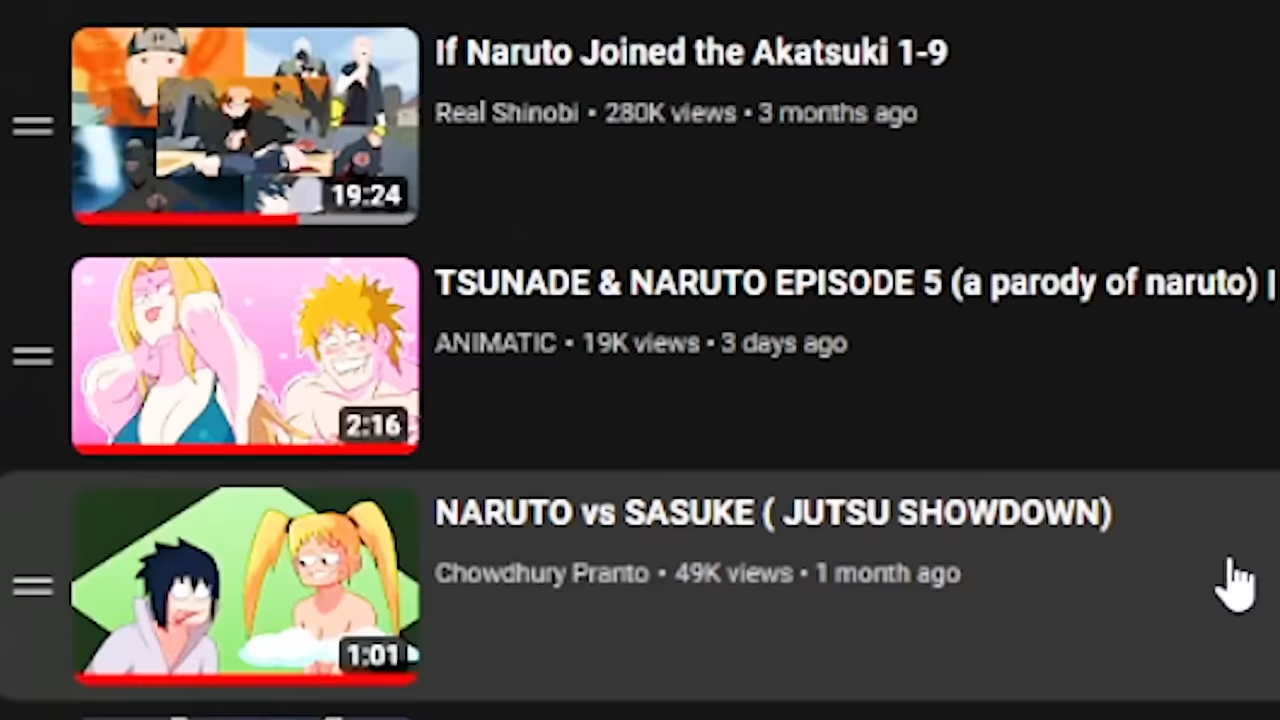 If Naruto Joined the Akatsuki 1-9
Real Shinobi • 280K views • 3 months ago
19:24
TSUNADE & NARUTO EPISODE 5 (a parody of naruto) |
ANIMATIC • 19K views • 3 days ago
2:16
NARUTO vs SASUKE ( JUTSU SHOWDOWN)
Chowdhury Pranto • 49K views • 1 month ago
1:01